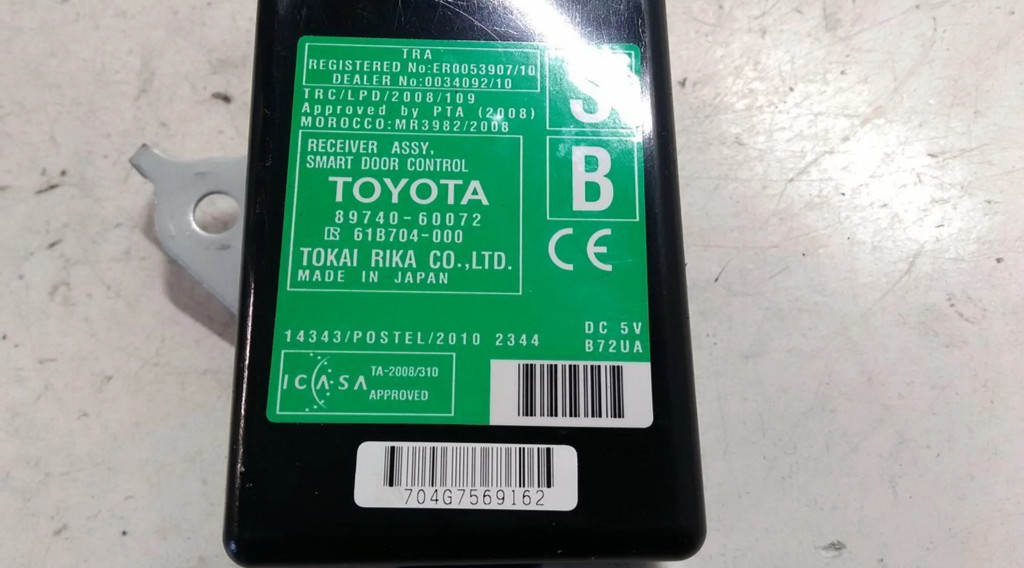 TRA
REGISTERED No:ER0053907/10
DEALER No:0034092/10
TRC/LPD/2008/109
Approved by PTA (2008)
MOROCCO:MR3982/2008
S
B
RECEIVER ASSY,
SMART DOOR CONTROL
TOYOTA
89740-60072
61B704-000
TOKAI RIKA CO.,LTD.
MADE IN JAPAN
CE
14343/POSTEL/2010 2344
DC 5V
B72UA
ICASA
TA-2008/310
APPROVED
704G7569162